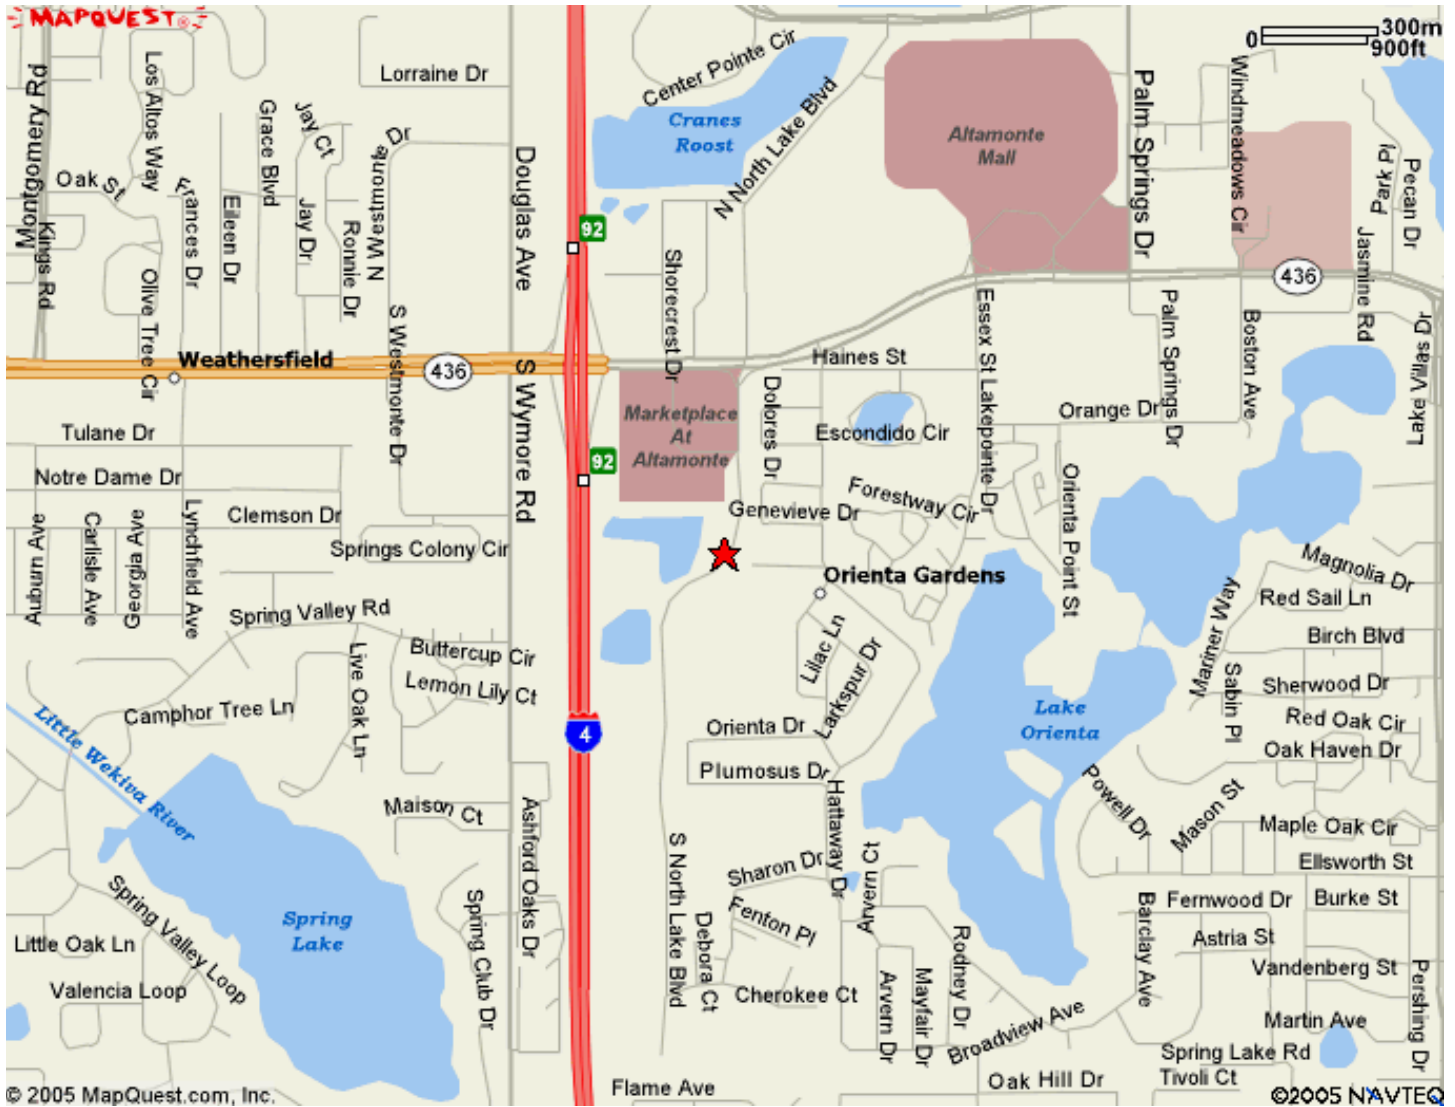 MAPQUEST
300m
0
900ft
Montgomery Rd
Los Altos Way
Lorraine Dr
Center Pointe Cir
Cranes
Roost
N North Lake Blvd
Altamonte
Mall
Palm Springs Dr
Windmeadows Cir
Park Pl
Pecan Dr
Oak St
Kings Rd
Frances Dr
Eileen Dr
Grace Blvd
Jay Ct
Jay Dr
Ronnie Dr
N Westmonte Dr
Douglas Ave
92
Shorecrest Dr
436
Jasmine Rd
Lake Villas Dr
Olive Tree Cir
Weathersfield
436
S Westmonte Dr
S Wymore Rd
Haines St
Essex St
Lakepointe Dr
Palm Springs Dr
Boston Ave
Marketplace
At
Altamonte
Dolores Dr
Escondido Cir
Orange Dr
Tulane Dr
Notre Dame Dr
92
Forestway Cir
Genevieve Dr
Orienta Point St
Clemson Dr
Springs Colony Cir
Auburn Ave
Carlisle Ave
Georgia Ave
Lynchfield Ave
Orienta Gardens
Magnolia Dr
Red Sail Ln
Birch Blvd
Mariner Way
Sabin Pl
Sherwood Dr
Red Oak Cir
Oak Haven Dr
Spring Valley Rd
Live Oak Ln
Buttercup Cir
Lemon Lily Ct
Lilac Ln
Larkspur Dr
Camphor Tree Ln
Little Wekiva River
4
Orienta Dr
Plumosus Dr
Lake
Orienta
Powell Dr
Mason St
Maple Oak Cir
Ellsworth St
Maison Ct
Ashford Oaks Dr
S North Lake Blvd
Hattaway Dr
Sharon Dr
Arvern Ct
Fenton Pl
Debora Ct
Cherokee Ct
Spring Valley Loop
Spring
Lake
Spring Club Dr
Little Oak Ln
Valencia Loop
Arvern Dr
Mayfair Dr
Rodney Dr
Broadview Ave
Barclay Ave
Fernwood Dr
Burke St
Astria St
Vandenberg St
Pershing Dr
Martin Ave
Spring Lake Rd
Tivoli Ct
Oak Hill Dr
Flame Ave
© 2005 MapQuest.com, Inc.
©2005 NAVTEQ